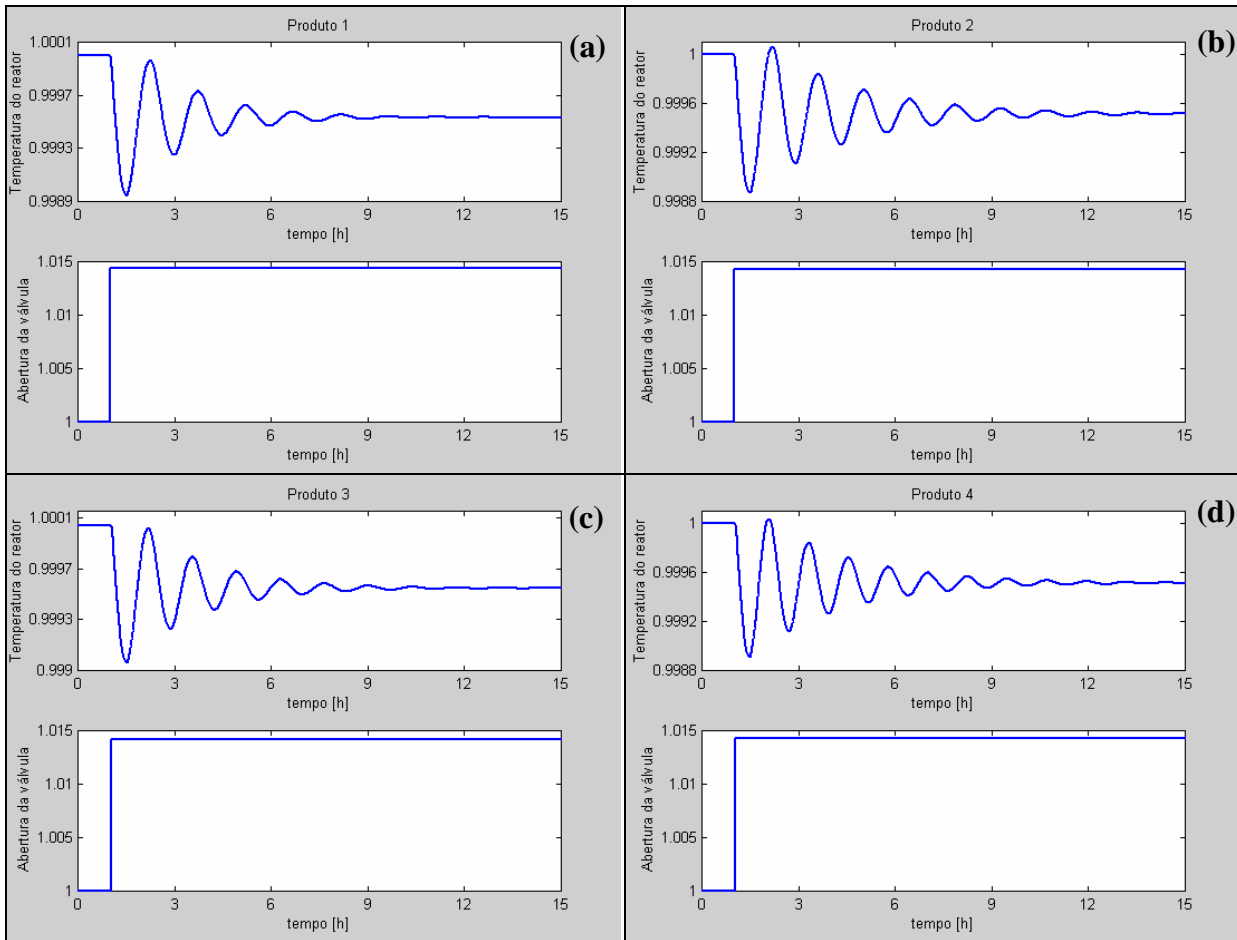 Produto 1
(a)
Temperatura do reator
1.0001
0.9997
0.9993
0.9989
0 3 6 9 12 15
tempo [h]
Abertura da válvula
1.015
1.01
1.005
1
0 3 6 9 12 15
tempo [h]
Produto 2
(b)
Temperatura do reator
1
0.9996
0.9992
0.9988
0 3 6 9 12 15
tempo [h]
Abertura da válvula
1.015
1.01
1.005
1
0 3 6 9 12 15
tempo [h]
Produto 3
(c)
Temperatura do reator
1.0001
0.9997
0.9993
0.999
0 3 6 9 12 15
tempo [h]
Abertura da válvula
1.015
1.01
1.005
1
0 3 6 9 12 15
tempo [h]
Produto 4
(d)
Temperatura do reator
1
0.9996
0.9992
0.9988
0 3 6 9 12 15
tempo [h]
Abertura da válvula
1.015
1.01
1.005
1
0 3 6 9 12 15
tempo [h]